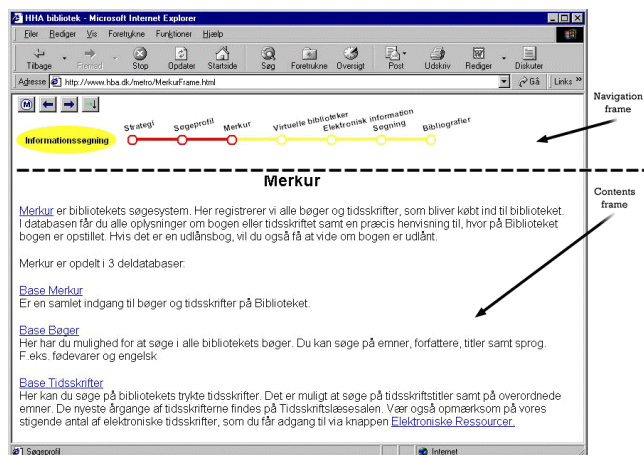 HHA bibliotek - Microsoft Internet Explorer
Filer Rediger Vis Foretrukne Funktioner Hjælp
Tilbage Fremad Stop Opdater Startside Søg Foretrukne Oversigt Post Udskriv Rediger Diskuter
Adresse http://www.hba.dk/metro/MerkurFrame.html Gå Links »
Navigation
frame
M
Strategi Søgeprofil Merkur Virtuelle biblioteker Elektronisk information Søgning Bibliografier
Informationssøgning
Merkur
Contents
frame
Merkur er bibliotekets søgesystem. Her registrerer vi alle bøger og tidsskrifter, som bliver købt ind til biblioteket.
I databasen får du alle oplysninger om bogen eller tidsskriftet samt en præcis henvisning til, hvor på Biblioteket
bogen er opstillet. Hvis det er en udlånsbog, vil du også få at vide om bogen er udlånt.
Merkur er opdelt i 3 deldatabaser:
Base Merkur
Er en samlet indgang til bøger og tidsskrifter på Biblioteket.
Base Bøger
Her har du mulighed for at søge i alle bibliotekets bøger. Du kan søge på emner, forfattere, titler samt sprog.
F.eks. fødevarer og engelsk
Base Tidsskrifter
Her kan du søge på bibliotekets trykte tidsskrifter. Det er muligt at søge på tidsskriftstitler samt på overordnede
emner. De nyeste årgange af tidsskrifterne findes på Tidsskriftslæsesalen. Vær også opmærksom på vores
stigende antal af elektroniske tidsskrifter, som du får adgang til via knappen Elektroniske Ressourcer.
Søgeprofil Internet